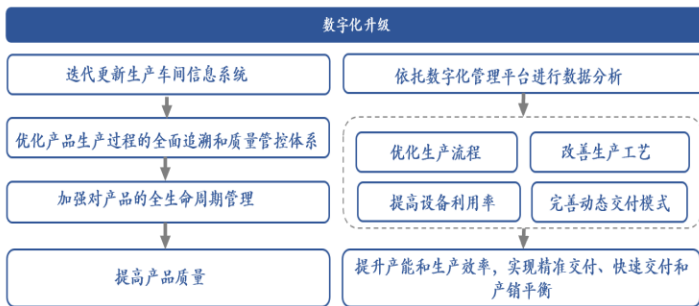 数字化升级
迭代更新生产车间信息系统
优化产品生产过程的全面追溯和质量管控体系
加强对产品的全生命周期管理
提高产品质量
依托数字化管理平台进行数据分析
优化生产流程
改善生产工艺
提高设备利用率
完善动态交付模式
提升产能和生产效率，实现精准交付、快速交付和
产销平衡